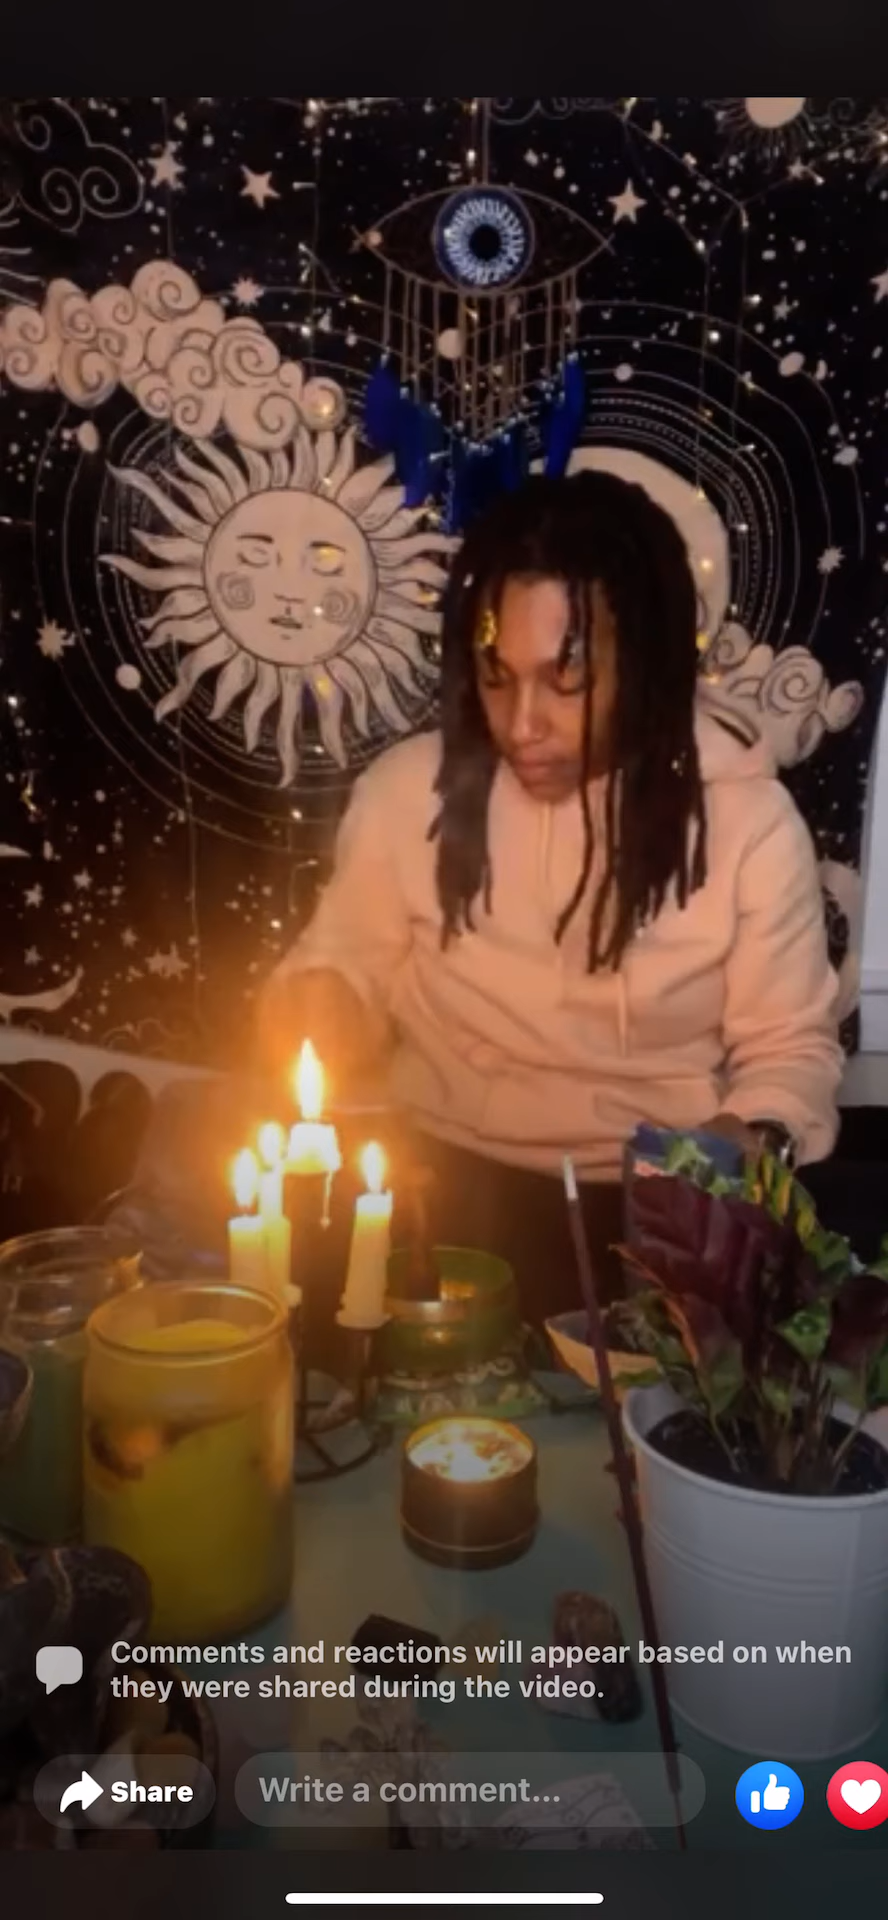 Comments and reactions will appear based on when
they were shared during the video.
Share
Write a comment...